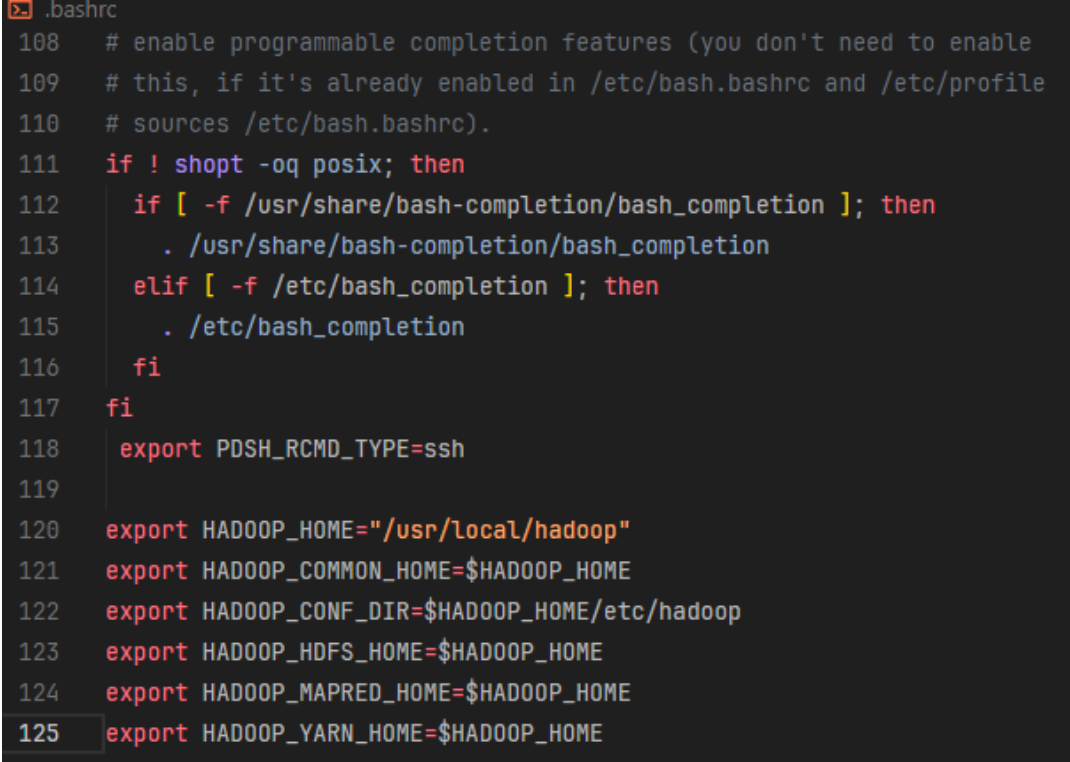 .bashrc
108 # enable programmable completion features (you don't need to enable
109 # this, if it's already enabled in /etc/bash.bashrc and /etc/profile
110 # sources /etc/bash.bashrc).
111 if ! shopt -oq posix; then
112   if [ -f /usr/share/bash-completion/bash_completion ]; then
113     . /usr/share/bash-completion/bash_completion
114   elif [ -f /etc/bash_completion ]; then
115     . /etc/bash_completion
116   fi
117 fi
118  export PDSH_RCMD_TYPE=ssh
119
120 export HADOOP_HOME="/usr/local/hadoop"
121 export HADOOP_COMMON_HOME=$HADOOP_HOME
122 export HADOOP_CONF_DIR=$HADOOP_HOME/etc/hadoop
123 export HADOOP_HDFS_HOME=$HADOOP_HOME
124 export HADOOP_MAPRED_HOME=$HADOOP_HOME
125 export HADOOP_YARN_HOME=$HADOOP_HOME